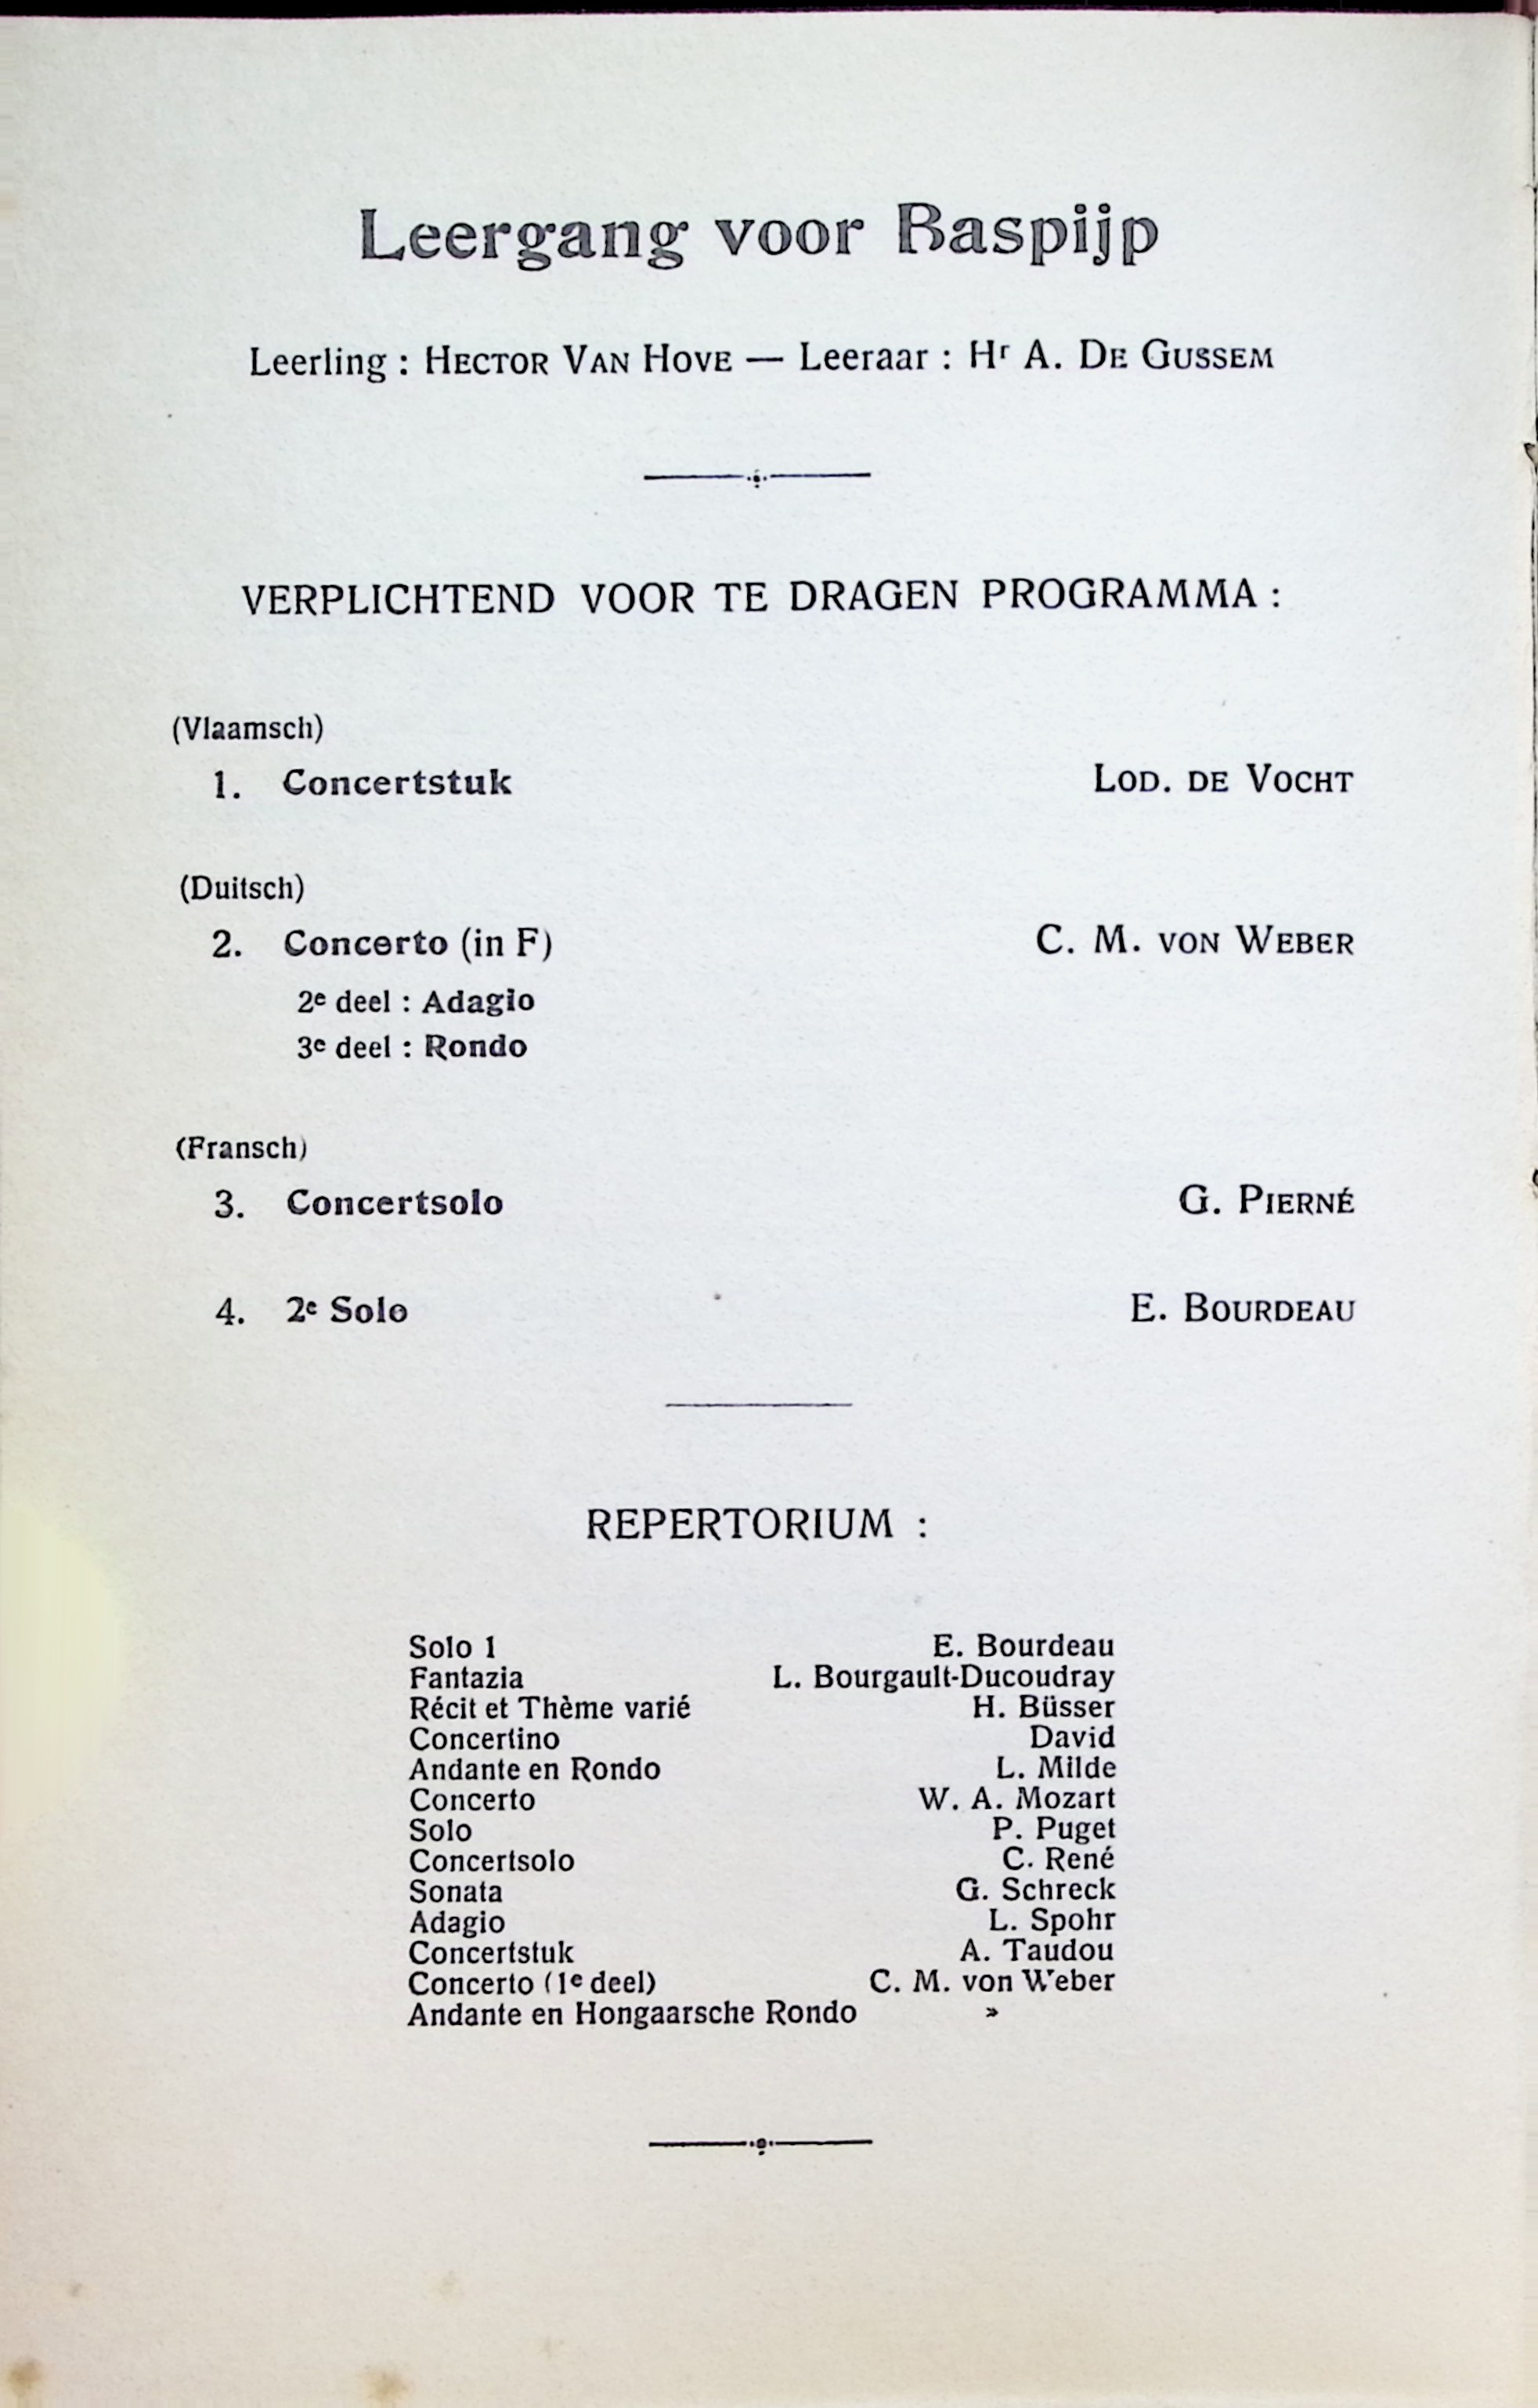 Leergang voor Baspijp
Leerling : HECTOR VAN HOVE — Leeraar : Hr A. DE GUSSEM
VERPLICHTEND VOOR TE DRAGEN PROGRAMMA :
(Vlaamsch)
1. Concertstuk LOD. DE VOCHT
(Duitsch)
2. Concerto (in F) C. M. VON WEBER
2e deel : Adagio
3e deel : Rondo
(Fransch)
3. Concertsolo G. PIERNÉ
4. 2e Solo E. BOURDEAU
REPERTORIUM :
Solo 1 E. Bourdeau
Fantazia L. Bourgault-Ducoudray
Récit et Thème varié H. Büsser
Concertino David
Andante en Rondo L. Milde
Concerto W. A. Mozart
Solo P. Puget
Concertsolo C. René
Sonata G. Schreck
Adagio L. Spohr
Concertstuk A. Taudou
Concerto (1e deel) C. M. von Weber
Andante en Hongaarsche Rondo »